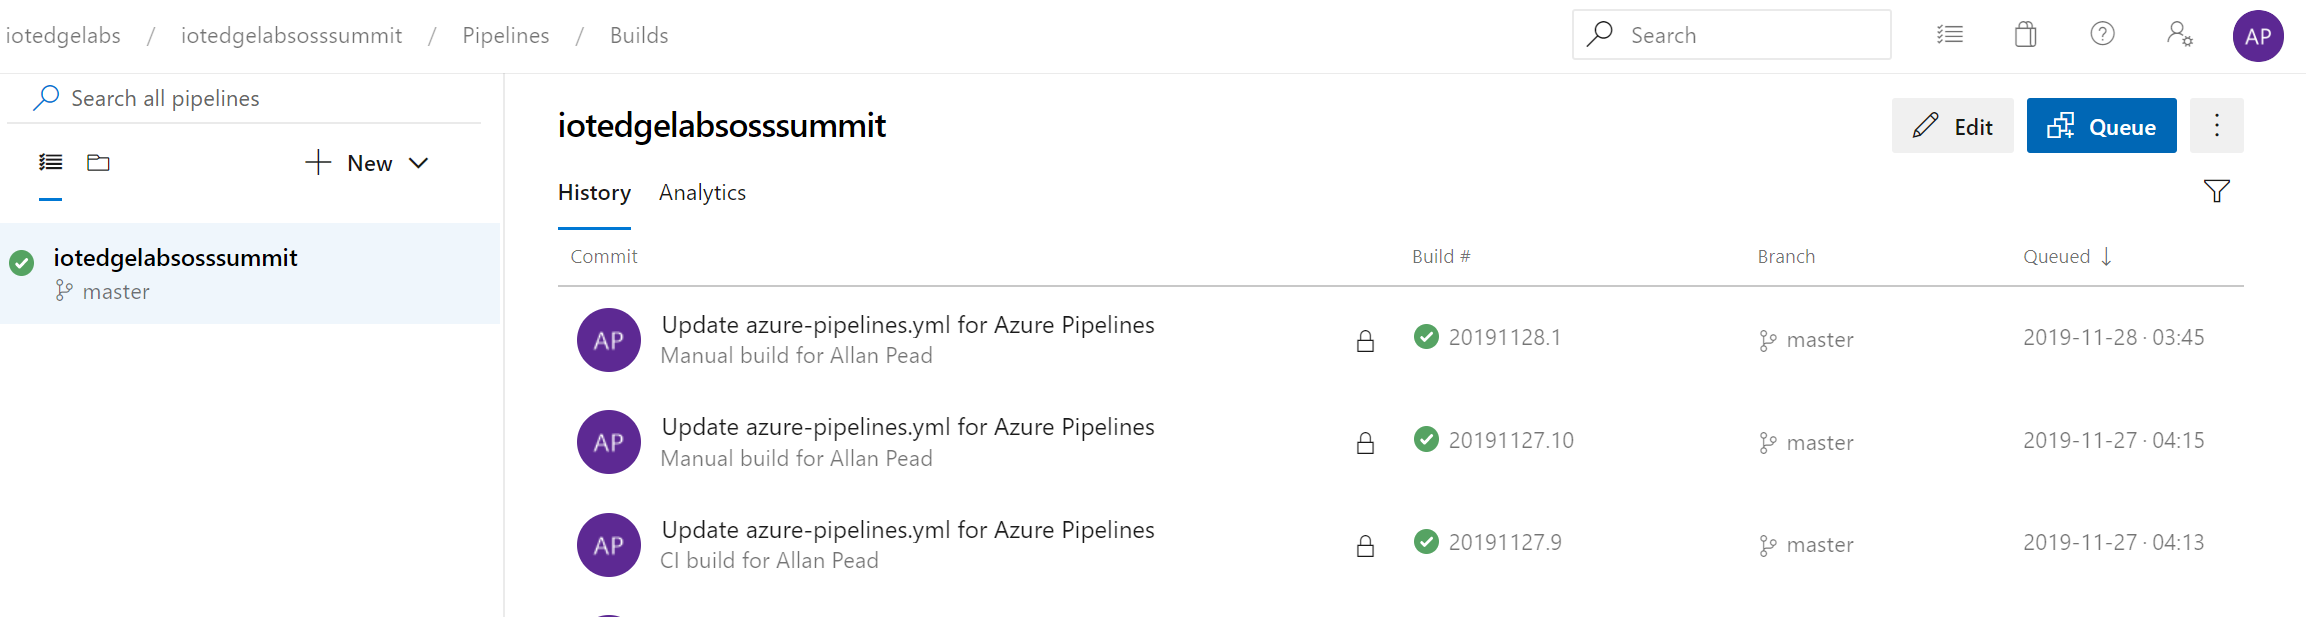 iotedgelabs / iotedgelabsosssummit / Pipelines / Builds
Search
AP
Search all pipelines
New
iotedgelabsosssummit
master
iotedgelabsosssummit
Edit
Queue
History Analytics
Commit Build # Branch Queued ↓
AP Update azure-pipelines.yml for Azure Pipelines
Manual build for Allan Pead
20191128.1 master 2019-11-28 · 03:45
AP Update azure-pipelines.yml for Azure Pipelines
Manual build for Allan Pead
20191127.10 master 2019-11-27 · 04:15
AP Update azure-pipelines.yml for Azure Pipelines
CI build for Allan Pead
20191127.9 master 2019-11-27 · 04:13